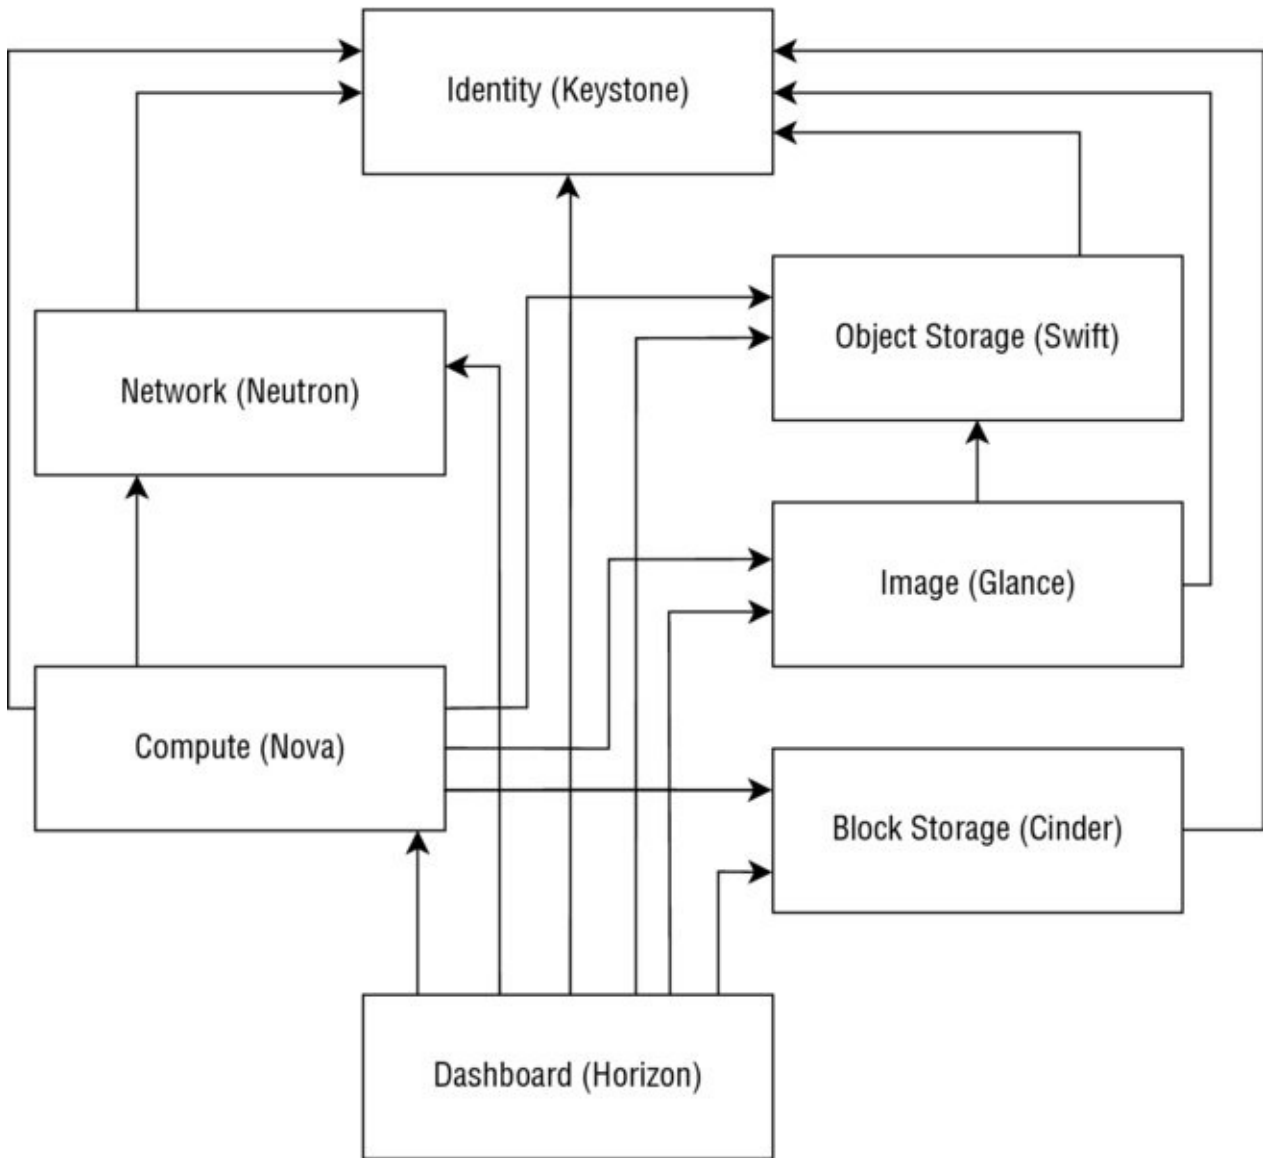 Identity (Keystone)
Object Storage (Swift)
Network (Neutron)
Image (Glance)
Compute (Nova)
Block Storage (Cinder)
Dashboard (Horizon)